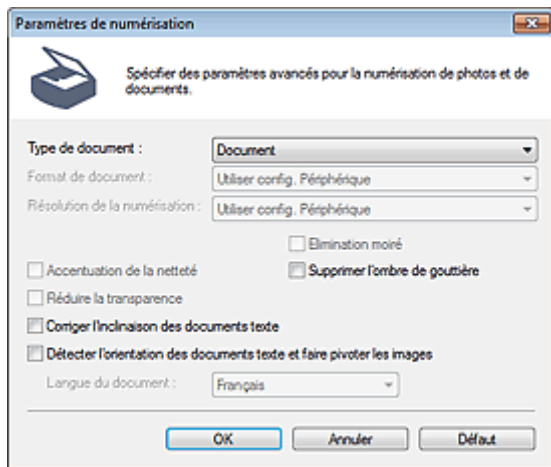 Paramètres de numérisation
Spécifier des paramètres avancés pour la numérisation de photos et de
documents.
Type de document : Document
Format de document : Utiliser config. Périphérique
Résolution de la numérisation : Utiliser config. Périphérique
Elimination moiré
Accentuation de la netteté Supprimer l'ombre de gouttière
Réduire la transparence
Corriger l'inclinaison des documents texte
Détecter l'orientation des documents texte et faire pivoter les images
Langue du document : Français
OK Annuler Défaut